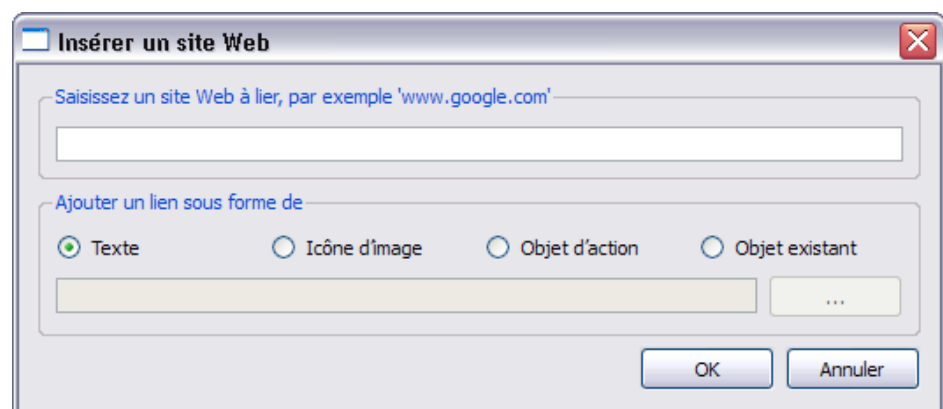 Insérer un site Web
Saisissez un site Web à lier, par exemple 'www.google.com'
Ajouter un lien sous forme de
Texte Icône d'image Objet d'action Objet existant
...
OK Annuler